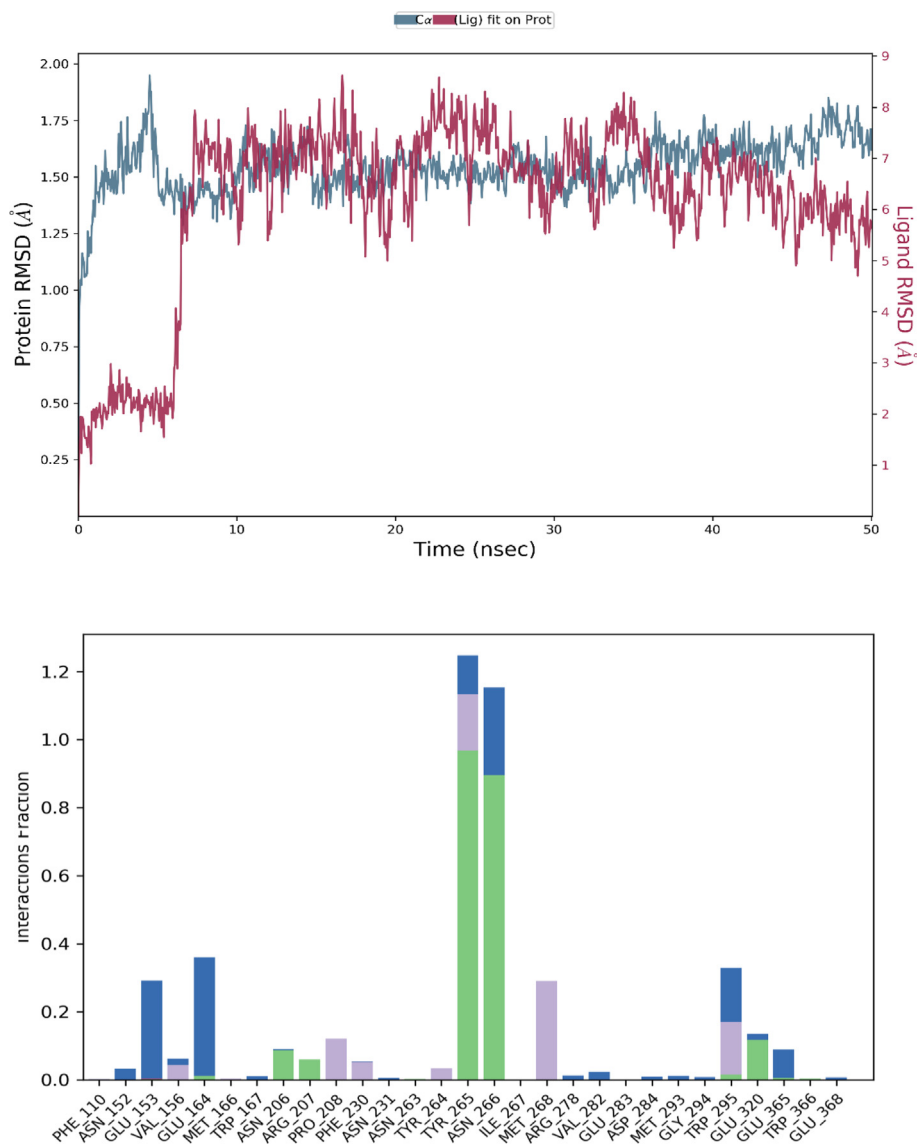 Cα (Lig) fit on Prot
2.00
1.75
1.50
1.25
1.00
0.75
0.50
0.25
Protein RMSD (Å)
9
8
7
6
5
4
3
2
1
Ligand RMSD (Å)
0 10 20 30 40 50
Time (nsec)
Interactions Fraction
1.2
1.0
0.8
0.6
0.4
0.2
0.0
PHE_110
ASN_152
GLU_153
VAL_156
GLU_164
MET_166
TRP_167
ASN_206
ARG_207
PRO_208
PHE_230
ASN_231
ASN_263
TYR_264
TYR_265
ASN_266
ILE_267
MET_268
ARG_278
VAL_282
GLU_283
ASP_284
MET_293
GLY_294
TRP_295
GLU_320
GLU_365
TRP_366
GLU_368